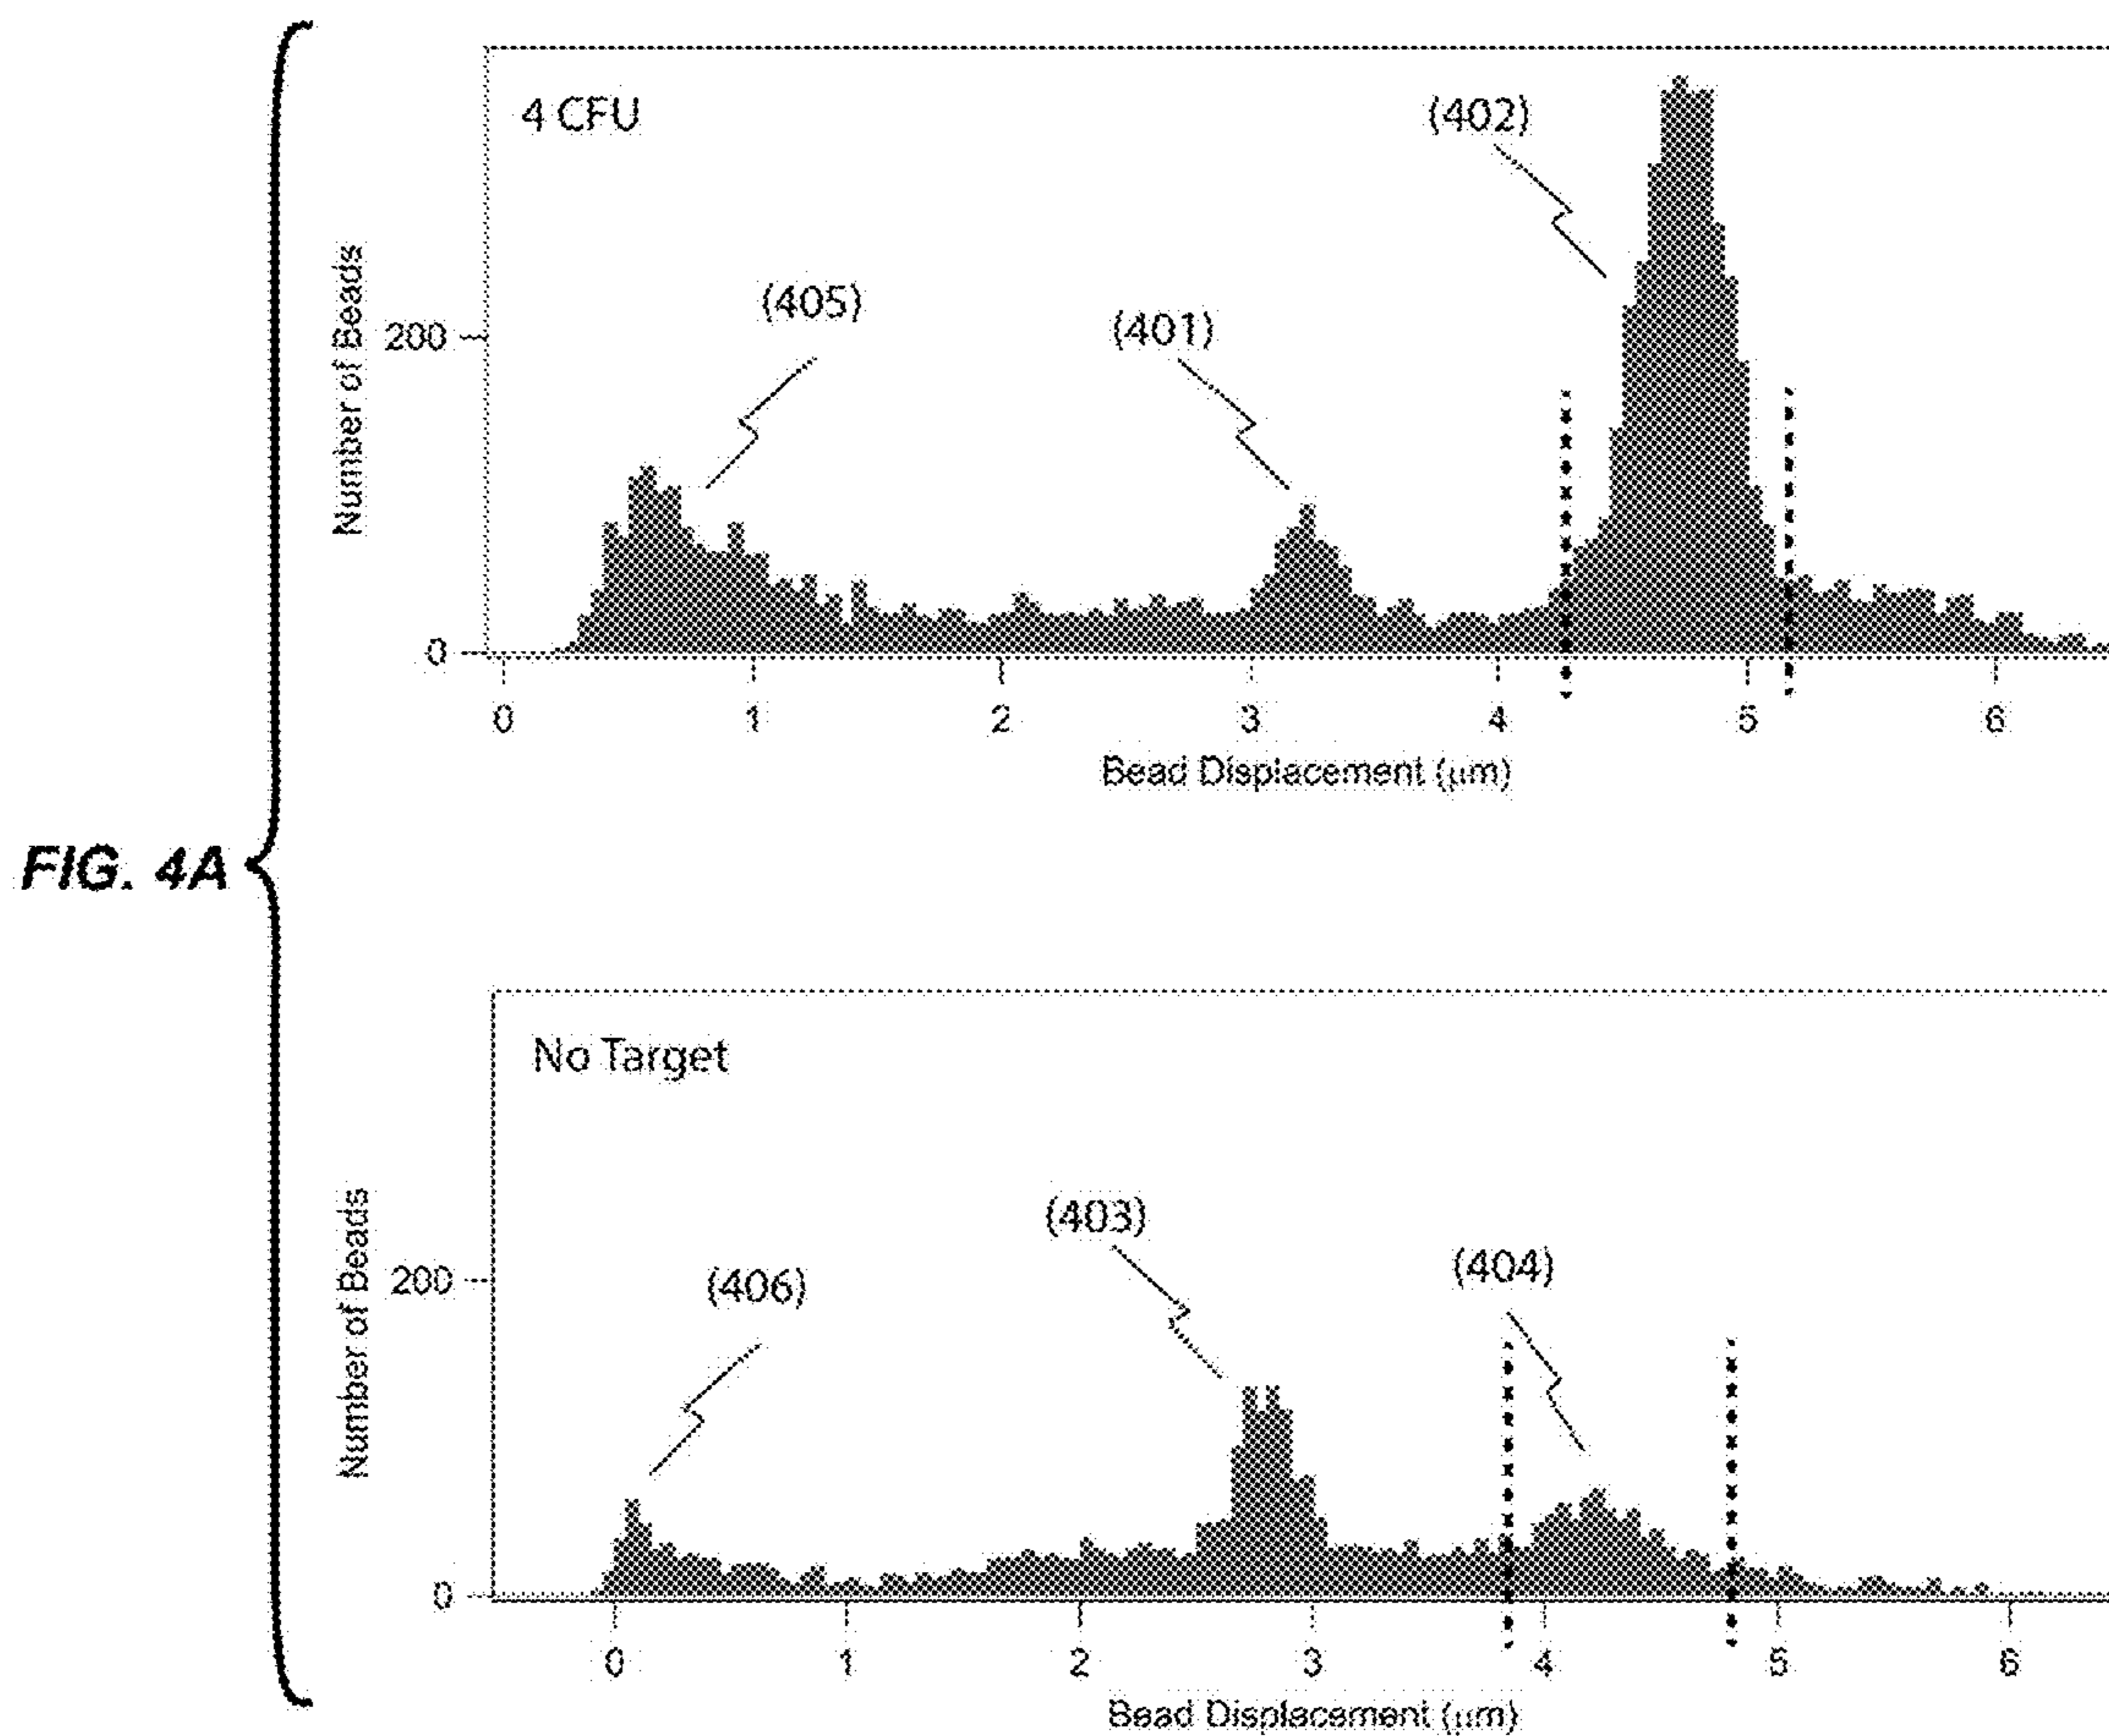 4 CFU
(402)
(405)
(401)
Number of Beads
200
0
0 1 2 3 4 5 6
Bead Displacement (μm)
FIG. 4A
No Target
(403)
(404)
(406)
Number of Beads
200
0
0 1 2 3 4 5 6
Bead Displacement (μm)